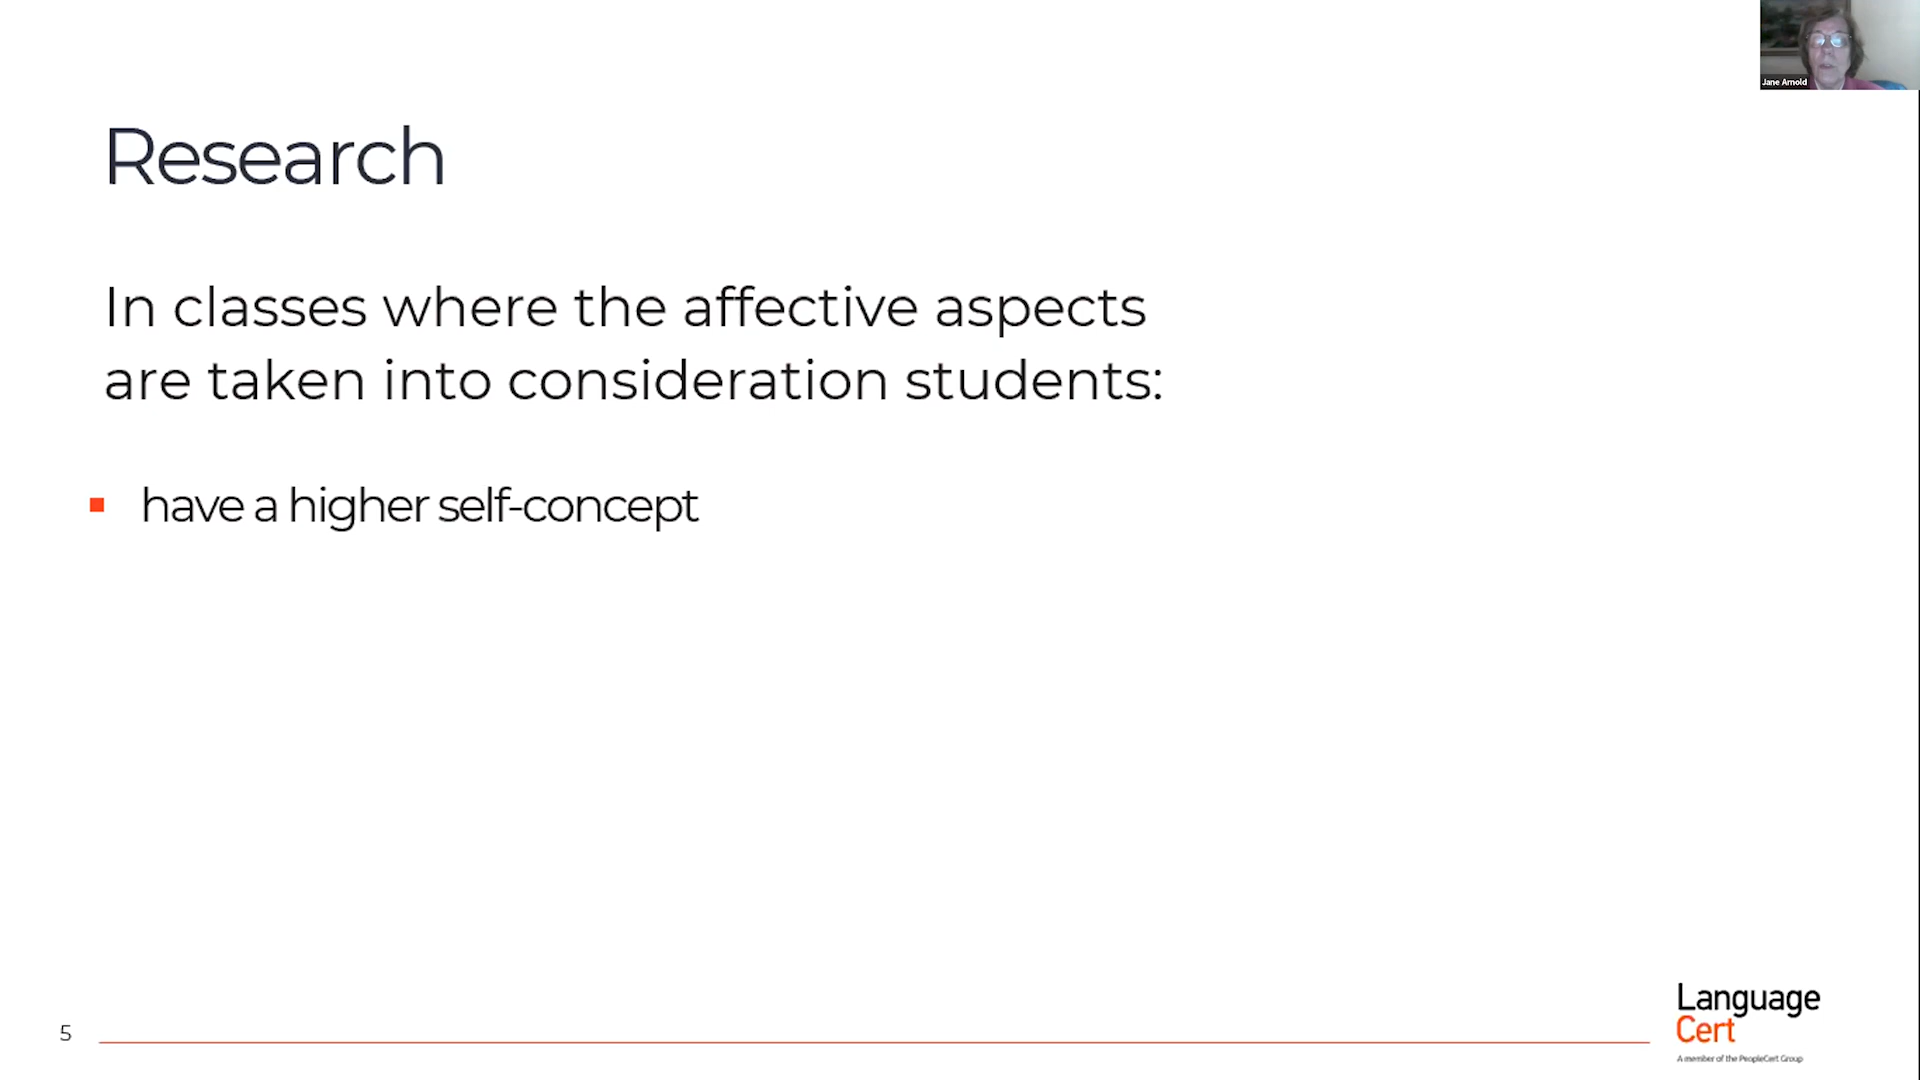 Jane Arnold
Research
In classes where the affective aspects
are taken into consideration students:
▪ have a higher self-concept
5
Language
Cert
A member of the PeopleCert Group